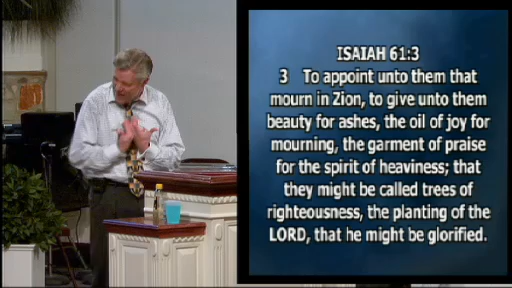 ISAIAH 61:3
3 To appoint unto them that
mourn in Zion, to give unto them
beauty for ashes, the oil of joy for
mourning, the garment of praise
for the spirit of heaviness; that
they might be called trees of
righteousness, the planting of the
LORD, that he might be glorified.